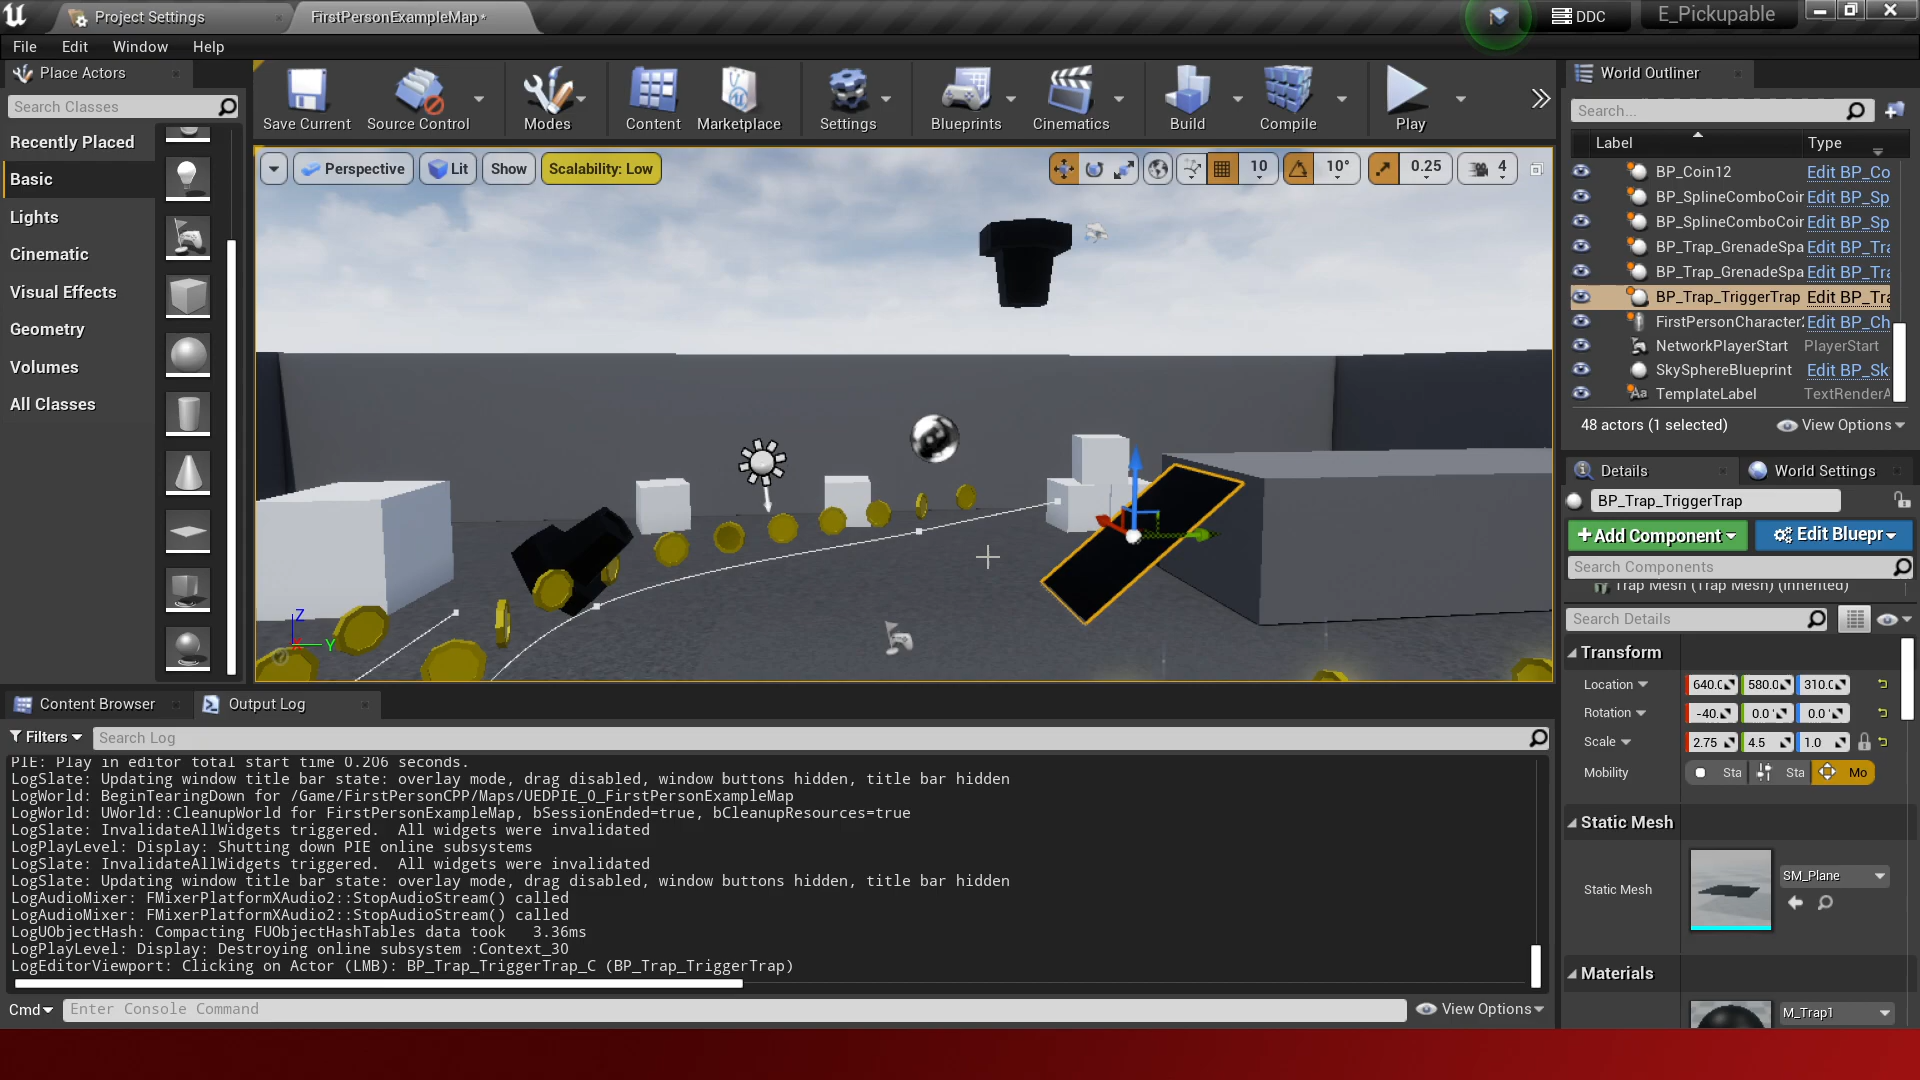 Project Settings
FirstPersonExampleMap*
DDC
E_Pickupable
File Edit Window Help
Place Actors
Search Classes
Recently Placed
Basic
Lights
Cinematic
Visual Effects
Geometry
Volumes
All Classes
Save Current
Source Control
Modes
Content
Marketplace
Settings
Blueprints
Cinematics
Build
Compile
Play
Perspective
Lit
Show
Scalability: Low
10
10°
0.25
4
Z
Y
World Outliner
Search...
Label Type
BP_Coin12 Edit BP_Co
BP_SplineComboCoir Edit BP_Sp
BP_SplineComboCoir Edit BP_Sp
BP_Trap_GrenadeSpa Edit BP_Tra
BP_Trap_GrenadeSpa Edit BP_Tra
BP_Trap_TriggerTrap Edit BP_Tra
FirstPersonCharacter2 Edit BP_Ch
NetworkPlayerStart PlayerStart
SkySphereBlueprint Edit BP_Sk
Aa TemplateLabel TextRenderA
48 actors (1 selected) View Options
Details
World Settings
BP_Trap_TriggerTrap
+Add Component
Edit Bluepr
Search Components
Trap Mesh (Trap Mesh) (Inherited)
Search Details
Transform
Location 640.0 580.0 310.0
Rotation -40. 0.0 ° 0.0 °
Scale 2.75 4.5 1.0
Mobility Sta Sta Mo
Static Mesh
Static Mesh
SM_Plane
Materials
M_Trap1
Content Browser
Output Log
Filters
Search Log
PIE: Play in editor total start time 0.206 seconds.
LogSlate: Updating window title bar state: overlay mode, drag disabled, window buttons hidden, title bar hidden
LogWorld: BeginTearingDown for /Game/FirstPersonCPP/Maps/UEDPIE_0_FirstPersonExampleMap
LogWorld: UWorld::CleanupWorld for FirstPersonExampleMap, bSessionEnded=true, bCleanupResources=true
LogSlate: InvalidateAllWidgets triggered.  All widgets were invalidated
LogPlayLevel: Display: Shutting down PIE online subsystems
LogSlate: InvalidateAllWidgets triggered.  All widgets were invalidated
LogSlate: Updating window title bar state: overlay mode, drag disabled, window buttons hidden, title bar hidden
LogAudioMixer: FMixerPlatformXAudio2::StopAudioStream() called
LogAudioMixer: FMixerPlatformXAudio2::StopAudioStream() called
LogUObjectHash: Compacting FUObjectHashTables data took   3.36ms
LogPlayLevel: Display: Destroying online subsystem :Context_30
LogEditorViewport: Clicking on Actor (LMB): BP_Trap_TriggerTrap_C (BP_Trap_TriggerTrap)
Cmd
Enter Console Command
View Options